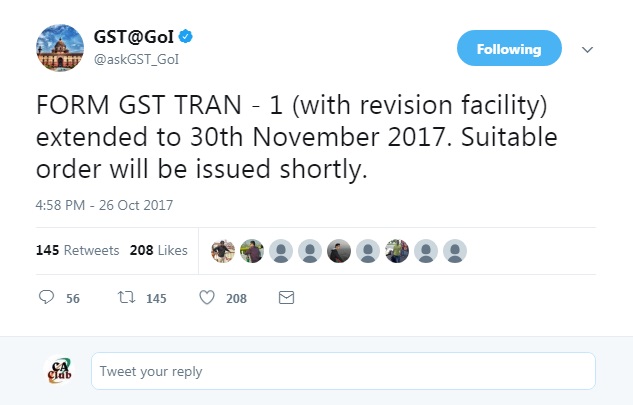 GST@GoI
@askGST_GoI
Following
FORM GST TRAN - 1 (with revision facility)
extended to 30th November 2017. Suitable
order will be issued shortly.
4:58 PM - 26 Oct 2017
145 Retweets 208 Likes
56 145 208
CA
Club
Tweet your reply